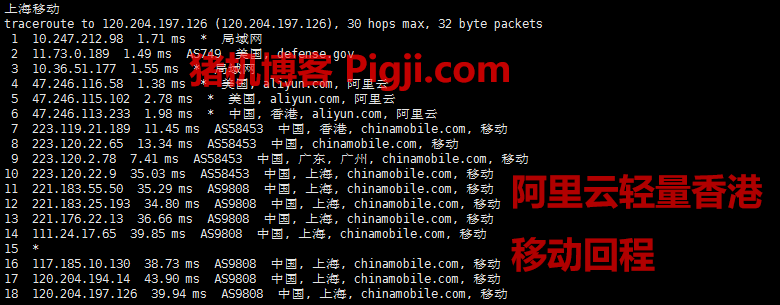 上海移动
traceroute to 120.204.197.126 (120.204.197.126), 30 hops max, 32 byte packets
1 10.247.212.98 1.71 ms * 局域网
2 11.73.0.189 1.49 ms AS749 美国, defense.gov
3 10.36.51.177 1.55 ms * 局域网
4 47.246.116.58 1.38 ms * 美国, aliyun.com, 阿里云
5 47.246.115.102 2.78 ms * 美国, aliyun.com, 阿里云
6 47.246.113.233 1.98 ms * 中国, 香港, aliyun.com, 阿里云
7 223.119.21.189 11.45 ms AS58453 中国, 香港, chinamobile.com, 移动
8 223.120.22.65 13.34 ms AS58453 中国, chinamobile.com, 移动
9 223.120.2.78 7.41 ms AS58453 中国, 广东, 广州, chinamobile.com, 移动
10 223.120.22.9 35.03 ms AS58453 中国, 上海, chinamobile.com, 移动
11 221.183.55.50 35.29 ms AS9808 中国, 上海, chinamobile.com, 移动
12 221.183.25.193 34.80 ms AS9808 中国, 上海, chinamobile.com, 移动
13 221.176.22.13 36.66 ms AS9808 中国, 上海, chinamobile.com, 移动
14 111.24.17.65 39.85 ms AS9808 中国, 上海, chinamobile.com, 移动
15 *
16 117.185.10.130 38.73 ms AS9808 中国, 上海, chinamobile.com, 移动
17 120.204.194.14 43.90 ms AS9808 中国, 上海, chinamobile.com, 移动
18 120.204.197.126 39.94 ms AS9808 中国, 上海, chinamobile.com, 移动
猪机博客 Pigji.com
阿里云轻量香港
移动回程